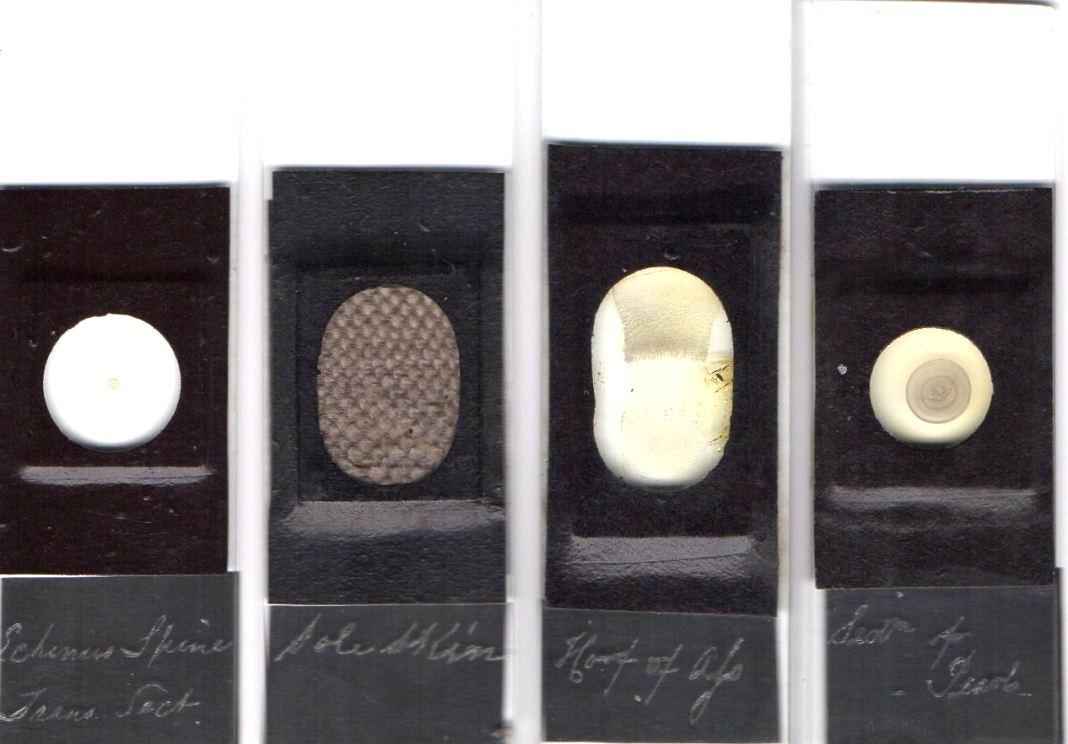 Echinus Spine
Trans. Sect
Sole Skin
Hoof of Ass
Sectn of
Pearl